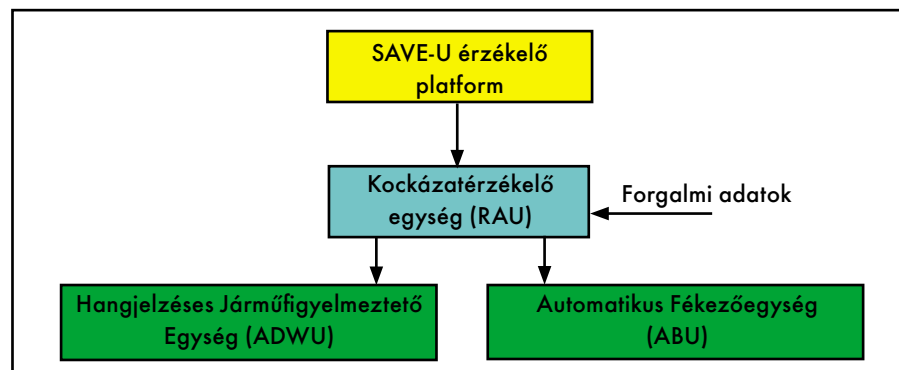 SAVE-U érzékelő
platform
Kockázatérzékelő
egység (RAU)
Forgalmi adatok
Hangjelzéses Járműfigyelmeztető
Egység (ADWU)
Automatikus Fékezőegység
(ABU)